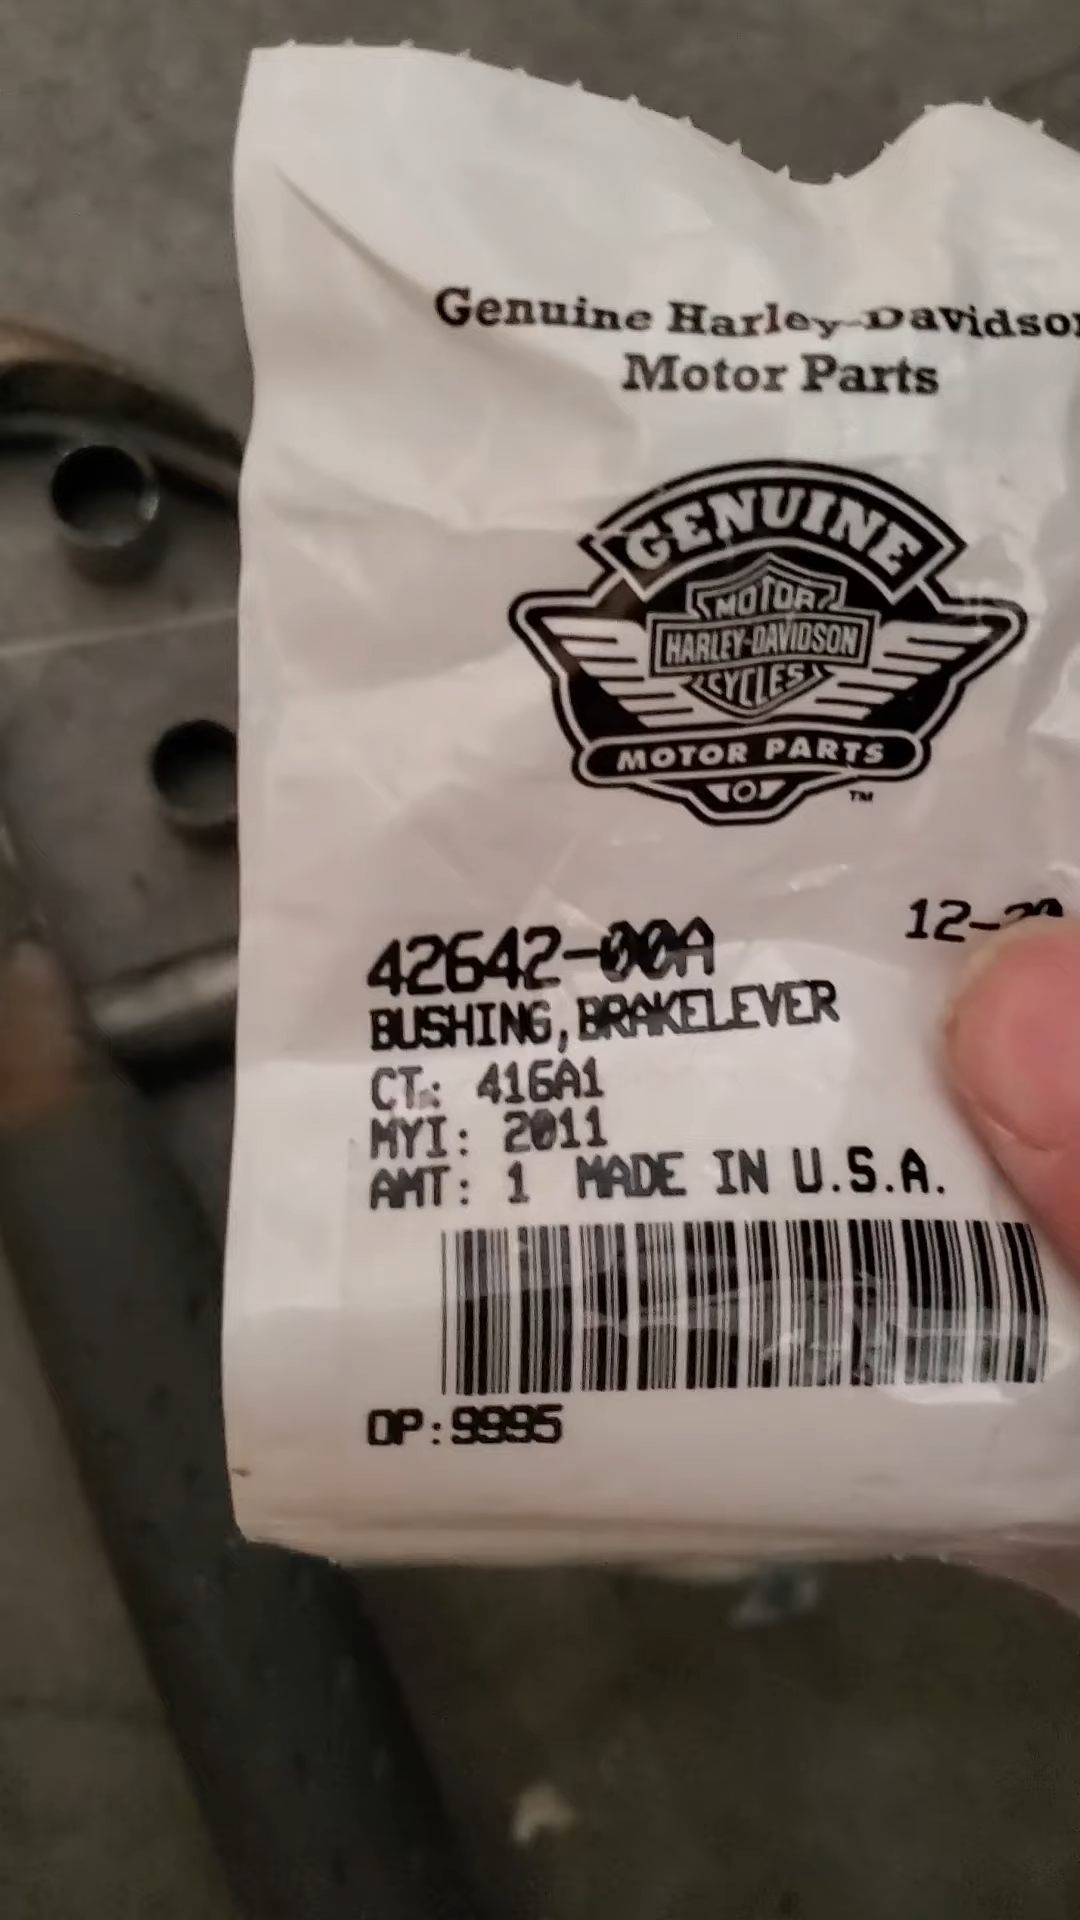 Genuine Harley-Davidson
Motor Parts
GENUINE
MOTOR
HARLEY-DAVIDSON
CYCLES
MOTOR PARTS
TM
12-
42642-00A
BUSHING,BRAKELEVER
CT: 416A1
MYI: 2011
AMT: 1 MADE IN U.S.A.
OP:9995